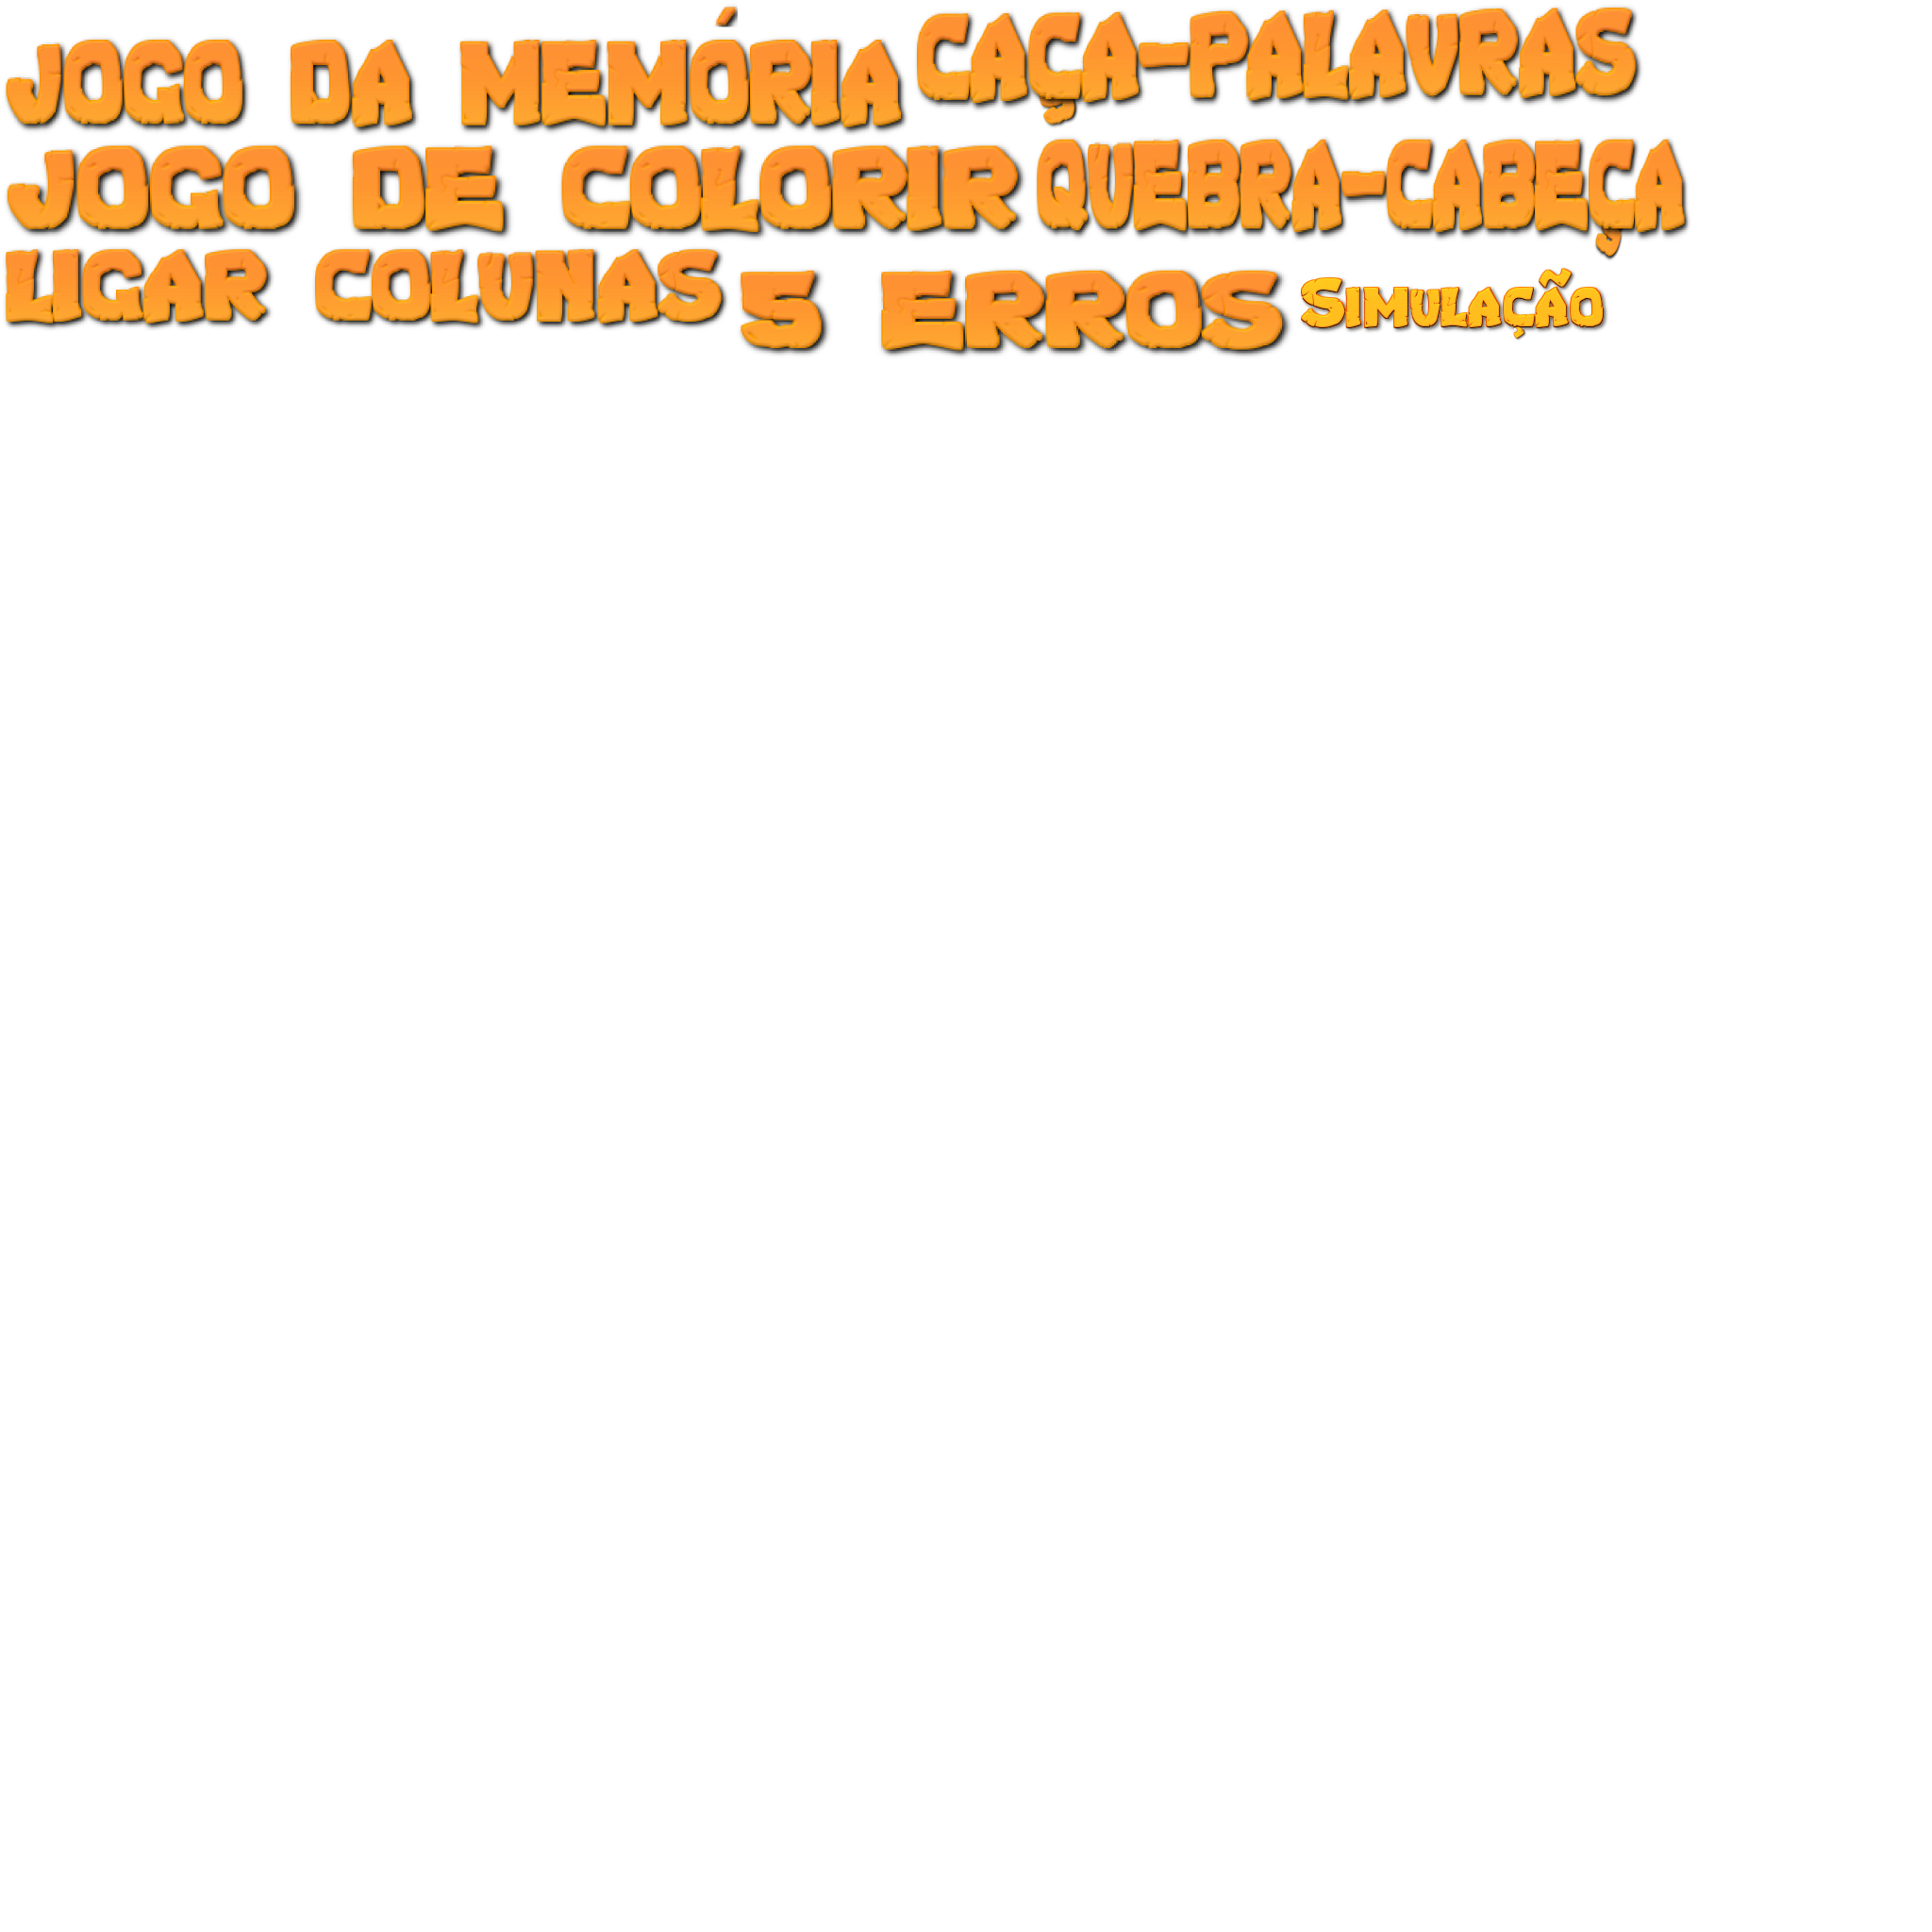 JOGO DA MEMÓRIA CAÇA-PALAVRAS
JOGO DE COLORIR QUEBRA-CABEÇA
LIGAR COLUNAS 5 ERROS SIMULAÇÃO